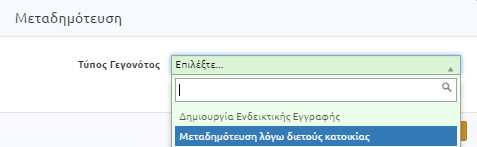 Μεταδημότευση
Τύπος Γεγονότος Επιλέξτε...
Δημιουργία Ενδεικτικής Εγγραφής
Μεταδημότευση λόγω διετούς κατοικίας